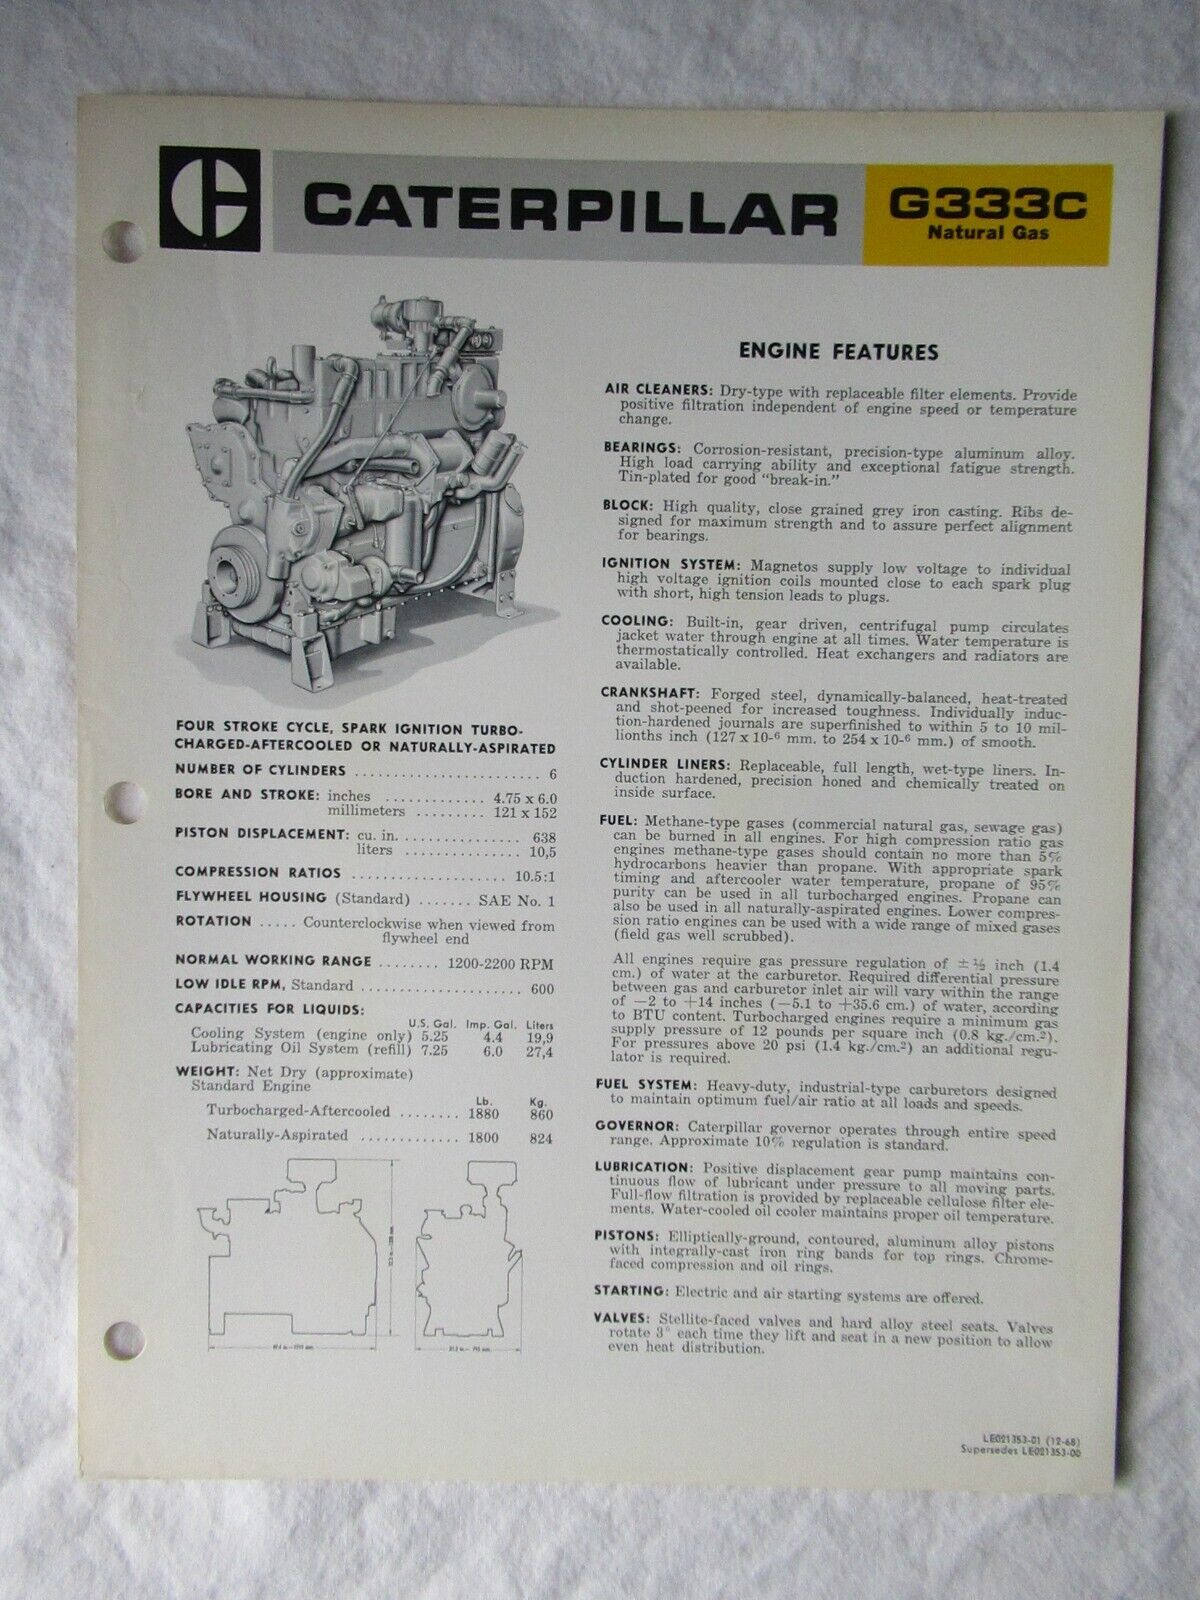 CATERPILLAR
G333C
Natural Gas
FOUR STROKE CYCLE, SPARK IGNITION TURBO-
CHARGED-AFTERCOOLED OR NATURALLY-ASPIRATED
NUMBER OF CYLINDERS ........................ 6
BORE AND STROKE: inches ............. 4.75 x 6.0
millimeters ......... 121 x 152
PISTON DISPLACEMENT: cu. in. ............... 638
liters ............... 10,5
COMPRESSION RATIOS .................... 10.5:1
FLYWHEEL HOUSING (Standard) ....... SAE No. 1
ROTATION ..... Counterclockwise when viewed from
flywheel end
NORMAL WORKING RANGE ........ 1200-2200 RPM
LOW IDLE RPM, Standard ..................... 600
CAPACITIES FOR LIQUIDS:
U.S. Gal. Imp. Gal. Liters
Cooling System (engine only) 5.25 4.4 19,9
Lubricating Oil System (refill) 7.25 6.0 27,4
WEIGHT: Net Dry (approximate)
Standard Engine
Lb. Kg.
Turbocharged-Aftercooled ........ 1880 860
Naturally-Aspirated ............. 1800 824
ENGINE FEATURES
AIR CLEANERS: Dry-type with replaceable filter elements. Provide
positive filtration independent of engine speed or temperature
change.
BEARINGS: Corrosion-resistant, precision-type aluminum alloy.
High load carrying ability and exceptional fatigue strength.
Tin-plated for good "break-in."
BLOCK: High quality, close grained grey iron casting. Ribs de-
signed for maximum strength and to assure perfect alignment
for bearings.
IGNITION SYSTEM: Magnetos supply low voltage to individual
high voltage ignition coils mounted close to each spark plug
with short, high tension leads to plugs.
COOLING: Built-in, gear driven, centrifugal pump circulates
jacket water through engine at all times. Water temperature is
thermostatically controlled. Heat exchangers and radiators are
available.
CRANKSHAFT: Forged steel, dynamically-balanced, heat-treated
and shot-peened for increased toughness. Individually induc-
tion-hardened journals are superfinished to within 5 to 10 mil-
lionths inch (127 x 10-⁶ mm. to 254 x 10-⁶ mm.) of smooth.
CYLINDER LINERS: Replaceable, full length, wet-type liners. In-
duction hardened, precision honed and chemically treated on
inside surface.
FUEL: Methane-type gases (commercial natural gas, sewage gas)
can be burned in all engines. For high compression ratio gas
engines methane-type gases should contain no more than 5%
hydrocarbons heavier than propane. With appropriate spark
timing and aftercooler water temperature, propane of 95%
purity can be used in all turbocharged engines. Propane can
also be used in all naturally-aspirated engines. Lower compres-
sion ratio engines can be used with a wide range of mixed gases
(field gas well scrubbed).
All engines require gas pressure regulation of ±½ inch (1.4
cm.) of water at the carburetor. Required differential pressure
between gas and carburetor inlet air will vary within the range
of −2 to +14 inches (−5.1 to +35.6 cm.) of water, according
to BTU content. Turbocharged engines require a minimum gas
supply pressure of 12 pounds per square inch (0.8 kg./cm.²).
For pressures above 20 psi (1.4 kg./cm.²) an additional regu-
lator is required.
FUEL SYSTEM: Heavy-duty, industrial-type carburetors designed
to maintain optimum fuel/air ratio at all loads and speeds.
GOVERNOR: Caterpillar governor operates through entire speed
range. Approximate 10% regulation is standard.
LUBRICATION: Positive displacement gear pump maintains con-
tinuous flow of lubricant under pressure to all moving parts.
Full-flow filtration is provided by replaceable cellulose filter ele-
ments. Water-cooled oil cooler maintains proper oil temperature.
PISTONS: Elliptically-ground, contoured, aluminum alloy pistons
with integrally-cast iron ring bands for top rings. Chrome-
faced compression and oil rings.
STARTING: Electric and air starting systems are offered.
VALVES: Stellite-faced valves and hard alloy steel seats. Valves
rotate 3° each time they lift and seat in a new position to allow
even heat distribution.
LE021353-01 (12-68)
Supersedes LE021353-00